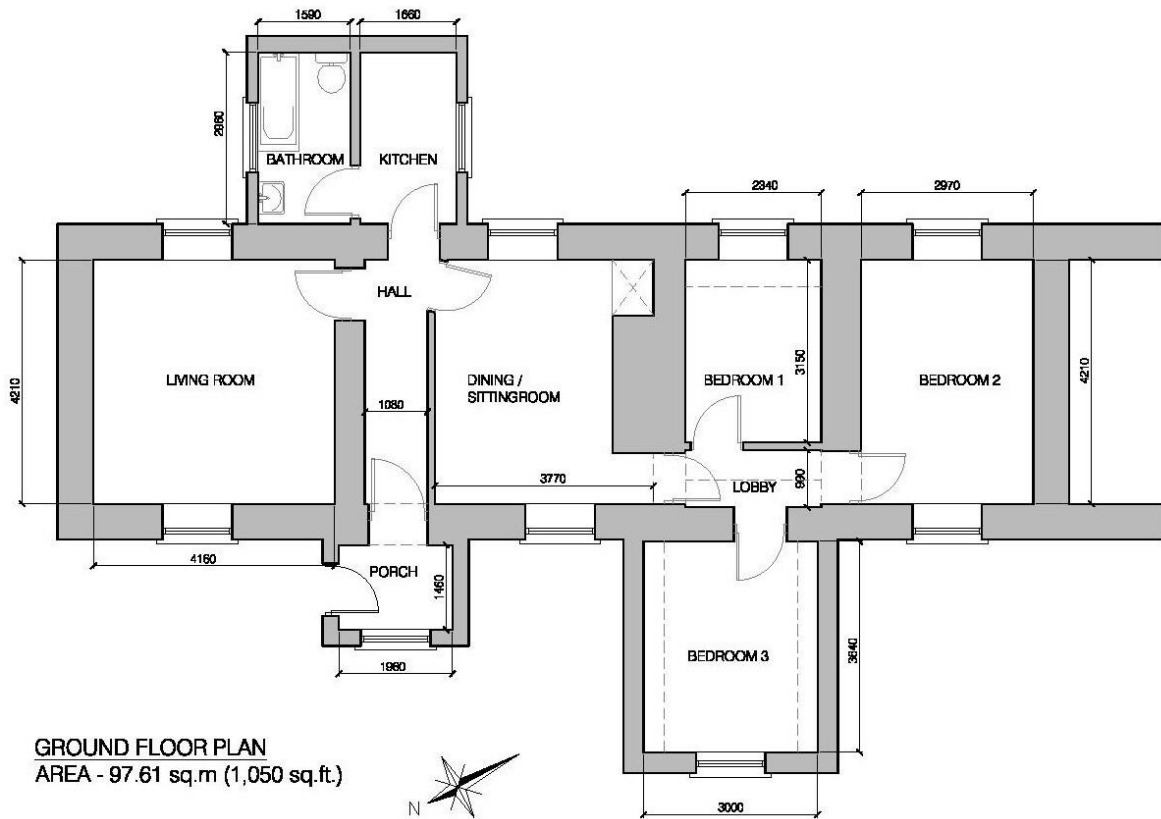 1590
1660
2960
BATHROOM
KITCHEN
2340
2970
HALL
LIVING ROOM
4210
1080
DINING /
SITTINGROOM
BEDROOM 1
3150
BEDROOM 2
4210
3770
LOBBY
990
4160
PORCH
1460
1960
BEDROOM 3
3640
3000
GROUND FLOOR PLAN
AREA - 97.61 sq.m (1,050 sq.ft.)
N